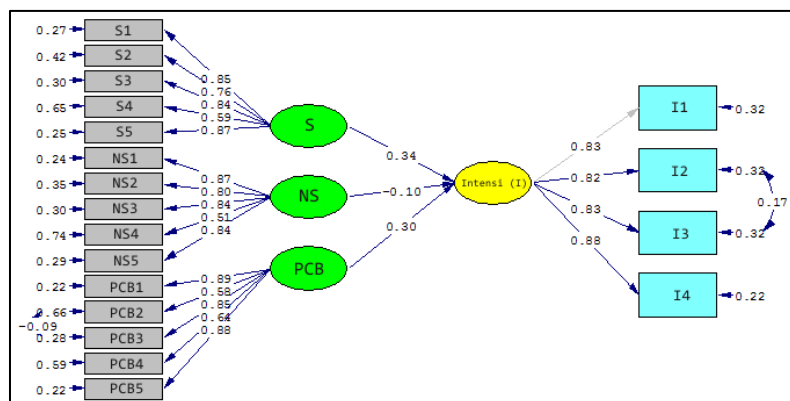 0.27 S1
0.42 S2
0.30 S3
0.65 S4
0.25 S5
0.24 NS1
0.35 NS2
0.30 NS3
0.74 NS4
0.29 NS5
0.22 PCB1
0.66 PCB2
-0.09
0.28 PCB3
0.59 PCB4
0.22 PCB5
0.85
0.76
0.84
0.59
0.87
0.87
0.80
0.84
0.51
0.84
0.89
0.58
0.85
0.64
0.88
S
NS
PCB
0.34
-0.10
0.30
Intensi (I)
0.83
0.82
0.83
0.88
I1 0.32
I2 0.32
0.17
I3 0.32
I4 0.22